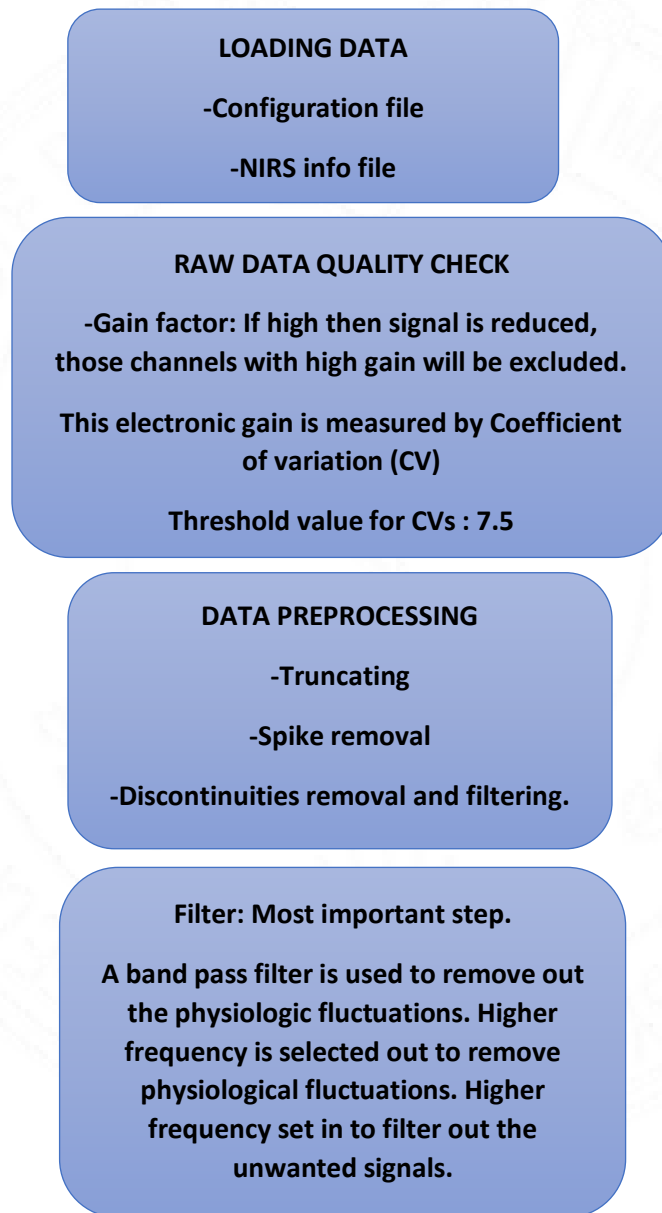 LOADING DATA
-Configuration file
-NIRS info file
RAW DATA QUALITY CHECK
-Gain factor: If high then signal is reduced,
those channels with high gain will be excluded.
This electronic gain is measured by Coefficient
of variation (CV)
Threshold value for CVs : 7.5
DATA PREPROCESSING
-Truncating
-Spike removal
-Discontinuities removal and filtering.
Filter: Most important step.
A band pass filter is used to remove out
the physiologic fluctuations. Higher
frequency is selected out to remove
physiological fluctuations. Higher
frequency set in to filter out the
unwanted signals.